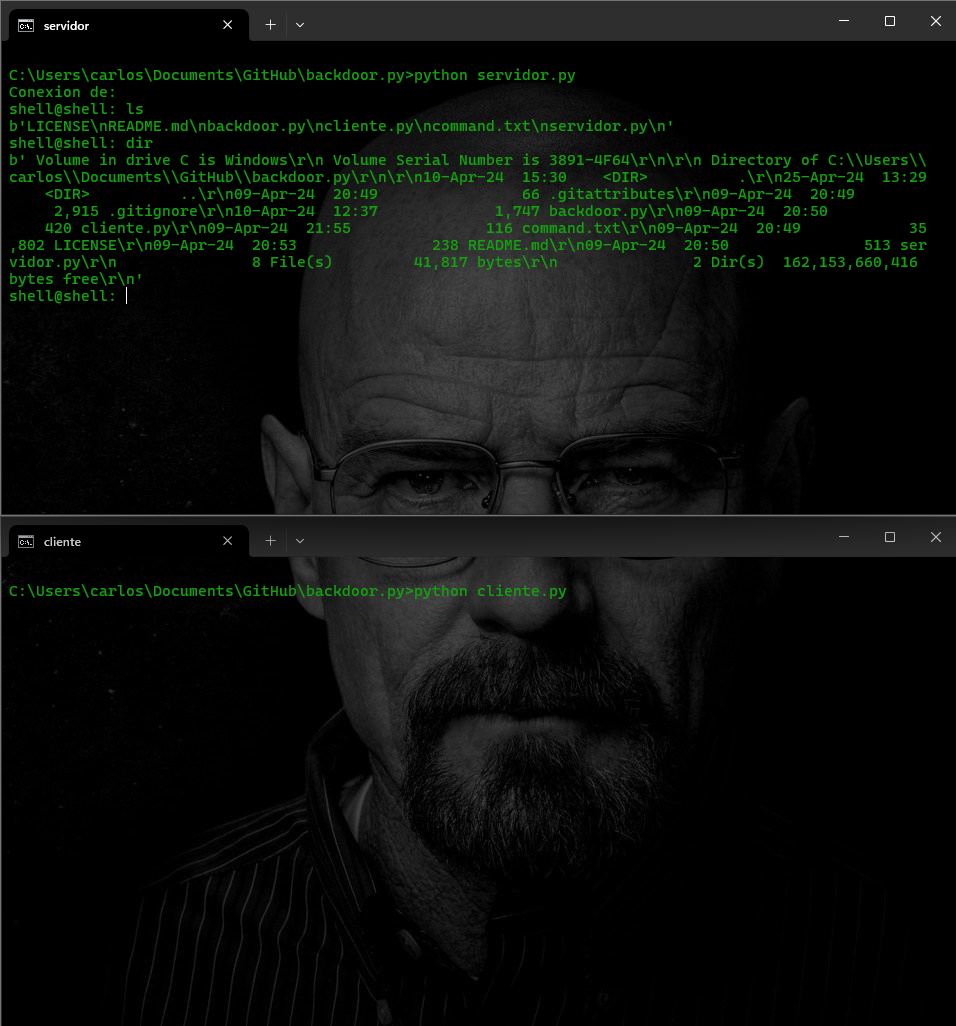 servidor
C:\Users\carlos\Documents\GitHub\backdoor.py>python servidor.py
Conexion de:
shell@shell: ls
b'LICENSE\nREADME.md\nbackdoor.py\ncliente.py\ncommand.txt\nservidor.py\n'
shell@shell: dir
b' Volume in drive C is Windows\r\n Volume Serial Number is 3891-4F64\r\n\r\n Directory of C:\\Users\\
carlos\\Documents\\GitHub\\backdoor.py\r\n\r\n10-Apr-24  15:30    <DIR>          .\r\n25-Apr-24  13:29
    <DIR>          ..\r\n09-Apr-24  20:49                66 .gitattributes\r\n09-Apr-24  20:49
     2,915 .gitignore\r\n10-Apr-24  12:37             1,747 backdoor.py\r\n09-Apr-24  20:50
    420 cliente.py\r\n09-Apr-24  21:55               116 command.txt\r\n09-Apr-24  20:49            35
,802 LICENSE\r\n09-Apr-24  20:53               238 README.md\r\n09-Apr-24  20:50               513 ser
vidor.py\r\n               8 File(s)         41,817 bytes\r\n               2 Dir(s)  162,153,660,416
bytes free\r\n'
shell@shell:
cliente
C:\Users\carlos\Documents\GitHub\backdoor.py>python cliente.py